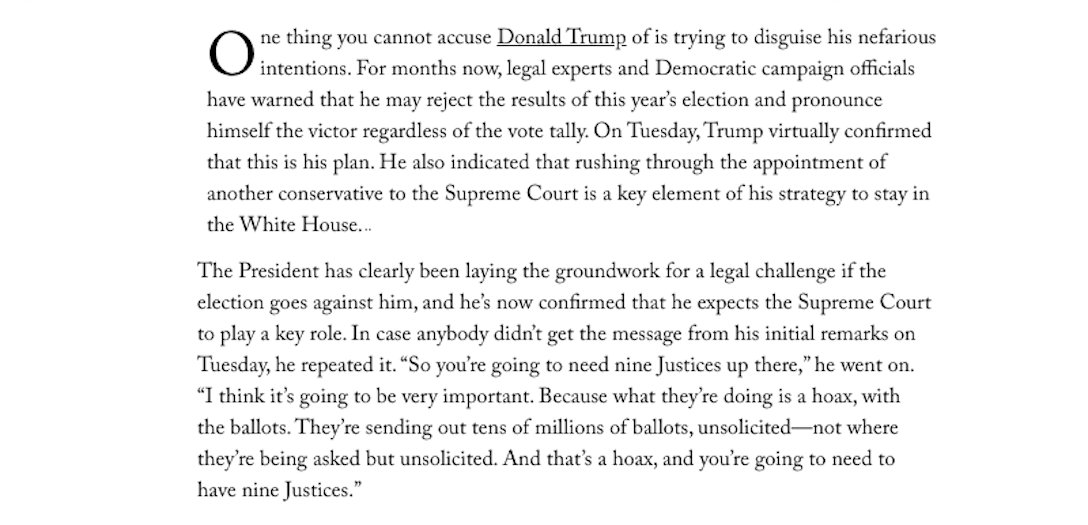 One thing you cannot accuse Donald Trump of is trying to disguise his nefarious
intentions. For months now, legal experts and Democratic campaign officials
have warned that he may reject the results of this year’s election and pronounce
himself the victor regardless of the vote tally. On Tuesday, Trump virtually confirmed
that this is his plan. He also indicated that rushing through the appointment of
another conservative to the Supreme Court is a key element of his strategy to stay in
the White House...
The President has clearly been laying the groundwork for a legal challenge if the
election goes against him, and he’s now confirmed that he expects the Supreme Court
to play a key role. In case anybody didn’t get the message from his initial remarks on
Tuesday, he repeated it. “So you’re going to need nine Justices up there,” he went on.
“I think it’s going to be very important. Because what they’re doing is a hoax, with
the ballots. They’re sending out tens of millions of ballots, unsolicited—not where
they’re being asked but unsolicited. And that’s a hoax, and you’re going to need to
have nine Justices.”